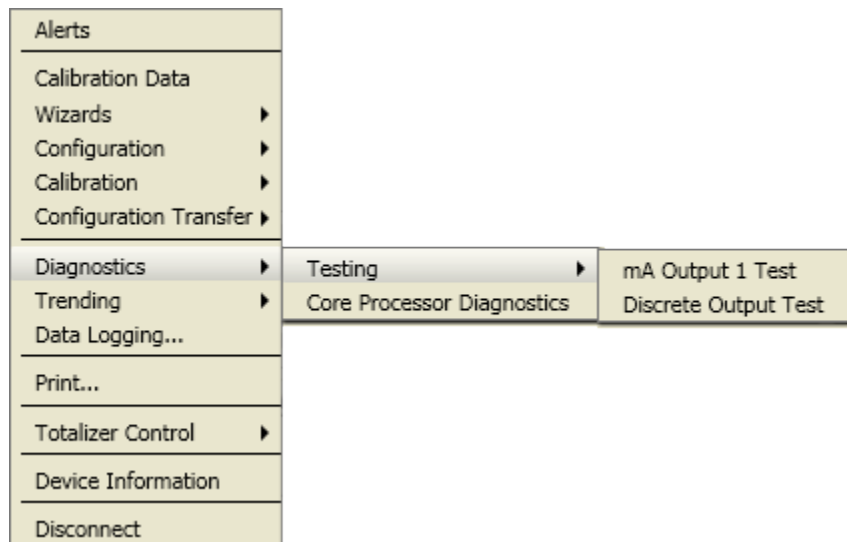 Alerts
Calibration Data
Wizards
Configuration
Calibration
Configuration Transfer
Diagnostics
Testing
mA Output 1 Test
Trending
Core Processor Diagnostics
Discrete Output Test
Data Logging...
Print...
Totalizer Control
Device Information
Disconnect